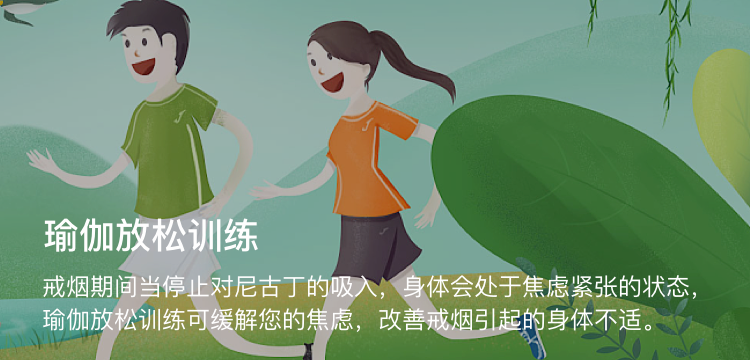 瑜伽放松训练
戒烟期间当停止对尼古丁的吸入，身体会处于焦虑紧张的状态，
瑜伽放松训练可缓解您的焦虑，改善戒烟引起的身体不适。